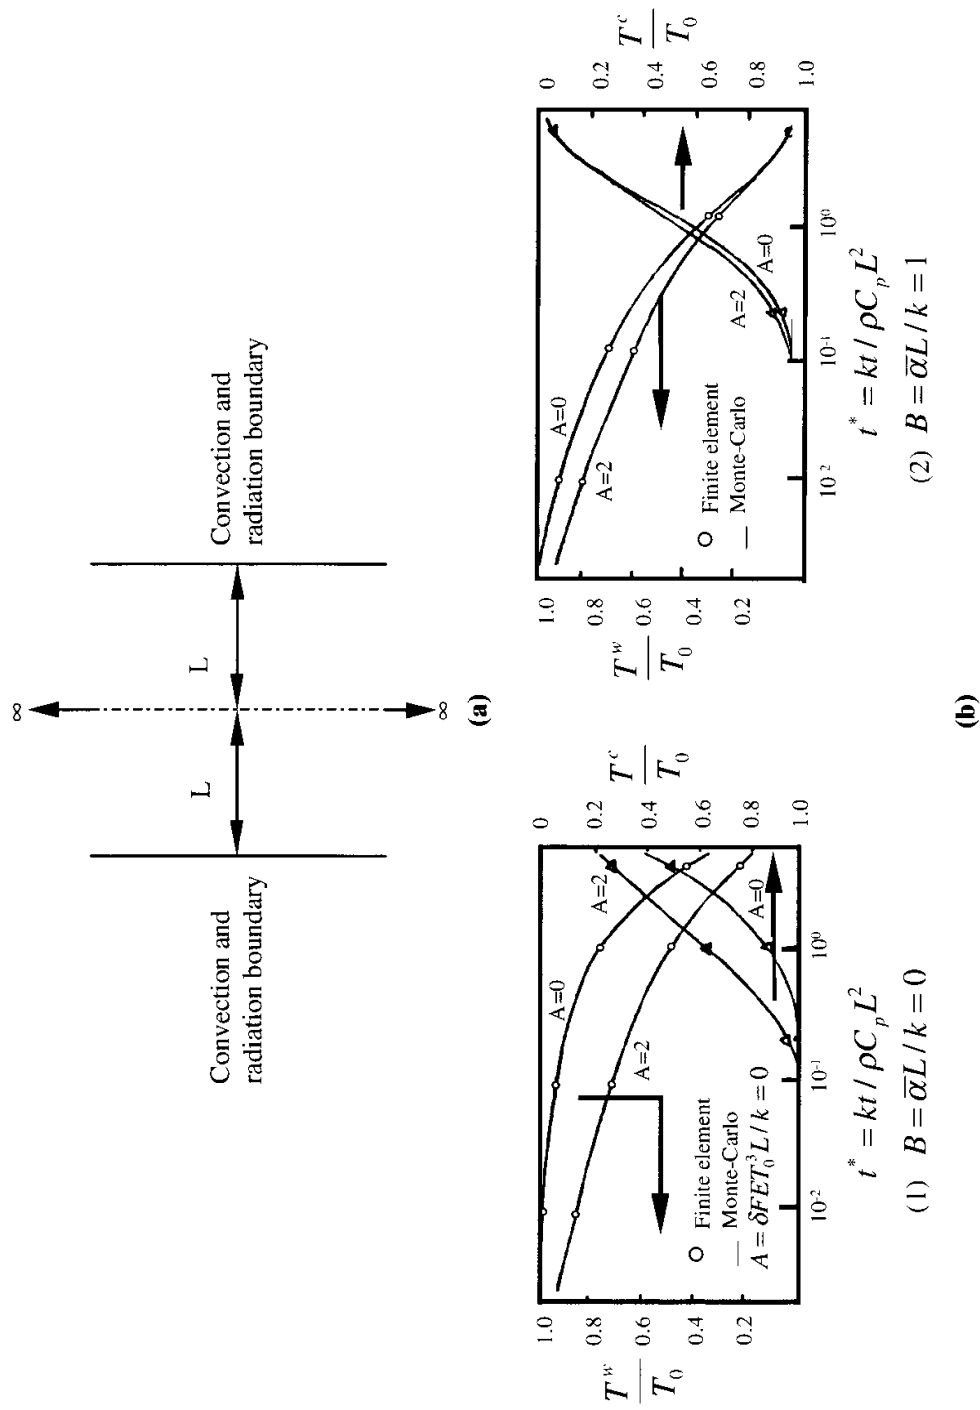 ∞
L
L
∞
Convection and
radiation boundary
Convection and
radiation boundary
(a)
T^w / T_0
1.0
0.8
0.6
0.4
0.2
T^c / T_0
0
0.2
0.4
0.6
0.8
1.0
A=0
A=2
A=2
A=0
Finite element
Monte-Carlo
A = δFET_0^3 L / k = 0
10^-2
10^-1
10^0
t* = kt / ρC_p L^2
(1) B = ᾱL / k = 0
T^w / T_0
1.0
0.8
0.6
0.4
0.2
T^c / T_0
0
0.2
0.4
0.6
0.8
1.0
A=0
A=2
A=2
A=0
Finite element
Monte-Carlo
10^-2
10^-1
10^0
t* = kt / ρC_p L^2
(2) B = ᾱL / k = 1
(b)